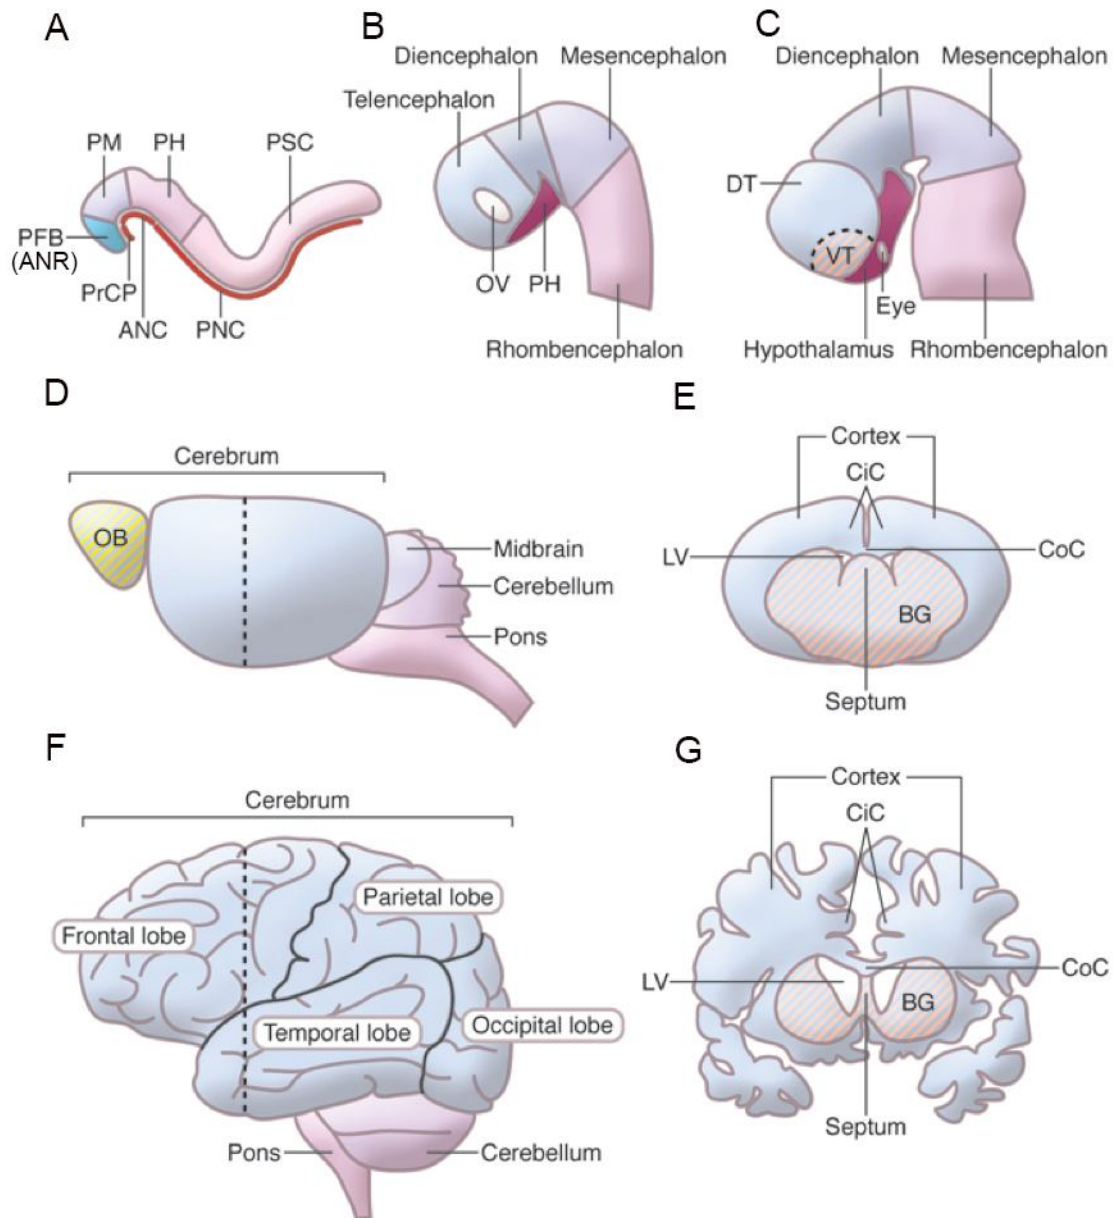 A
PM
PH
PSC
PFB
(ANR)
PrCP
ANC
PNC
B
Diencephalon
Mesencephalon
Telencephalon
OV
PH
Rhombencephalon
C
Diencephalon
Mesencephalon
DT
VT
Eye
Hypothalamus
Rhombencephalon
D
Cerebrum
OB
Midbrain
Cerebellum
Pons
E
Cortex
CiC
LV
CoC
BG
Septum
F
Cerebrum
Parietal lobe
Frontal lobe
Temporal lobe
Occipital lobe
Pons
Cerebellum
G
Cortex
CiC
LV
CoC
BG
Septum